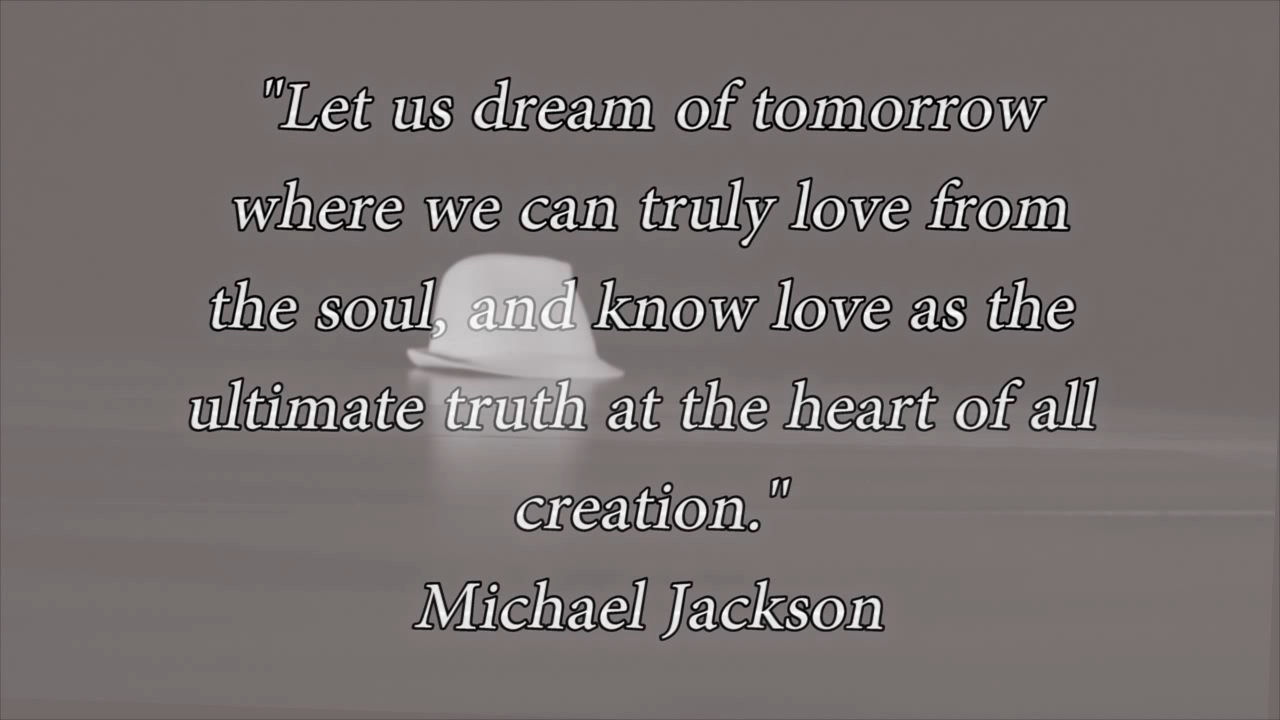 "Let us dream of tomorrow
where we can truly love from
the soul, and know love as the
ultimate truth at the heart of all
creation."
Michael Jackson